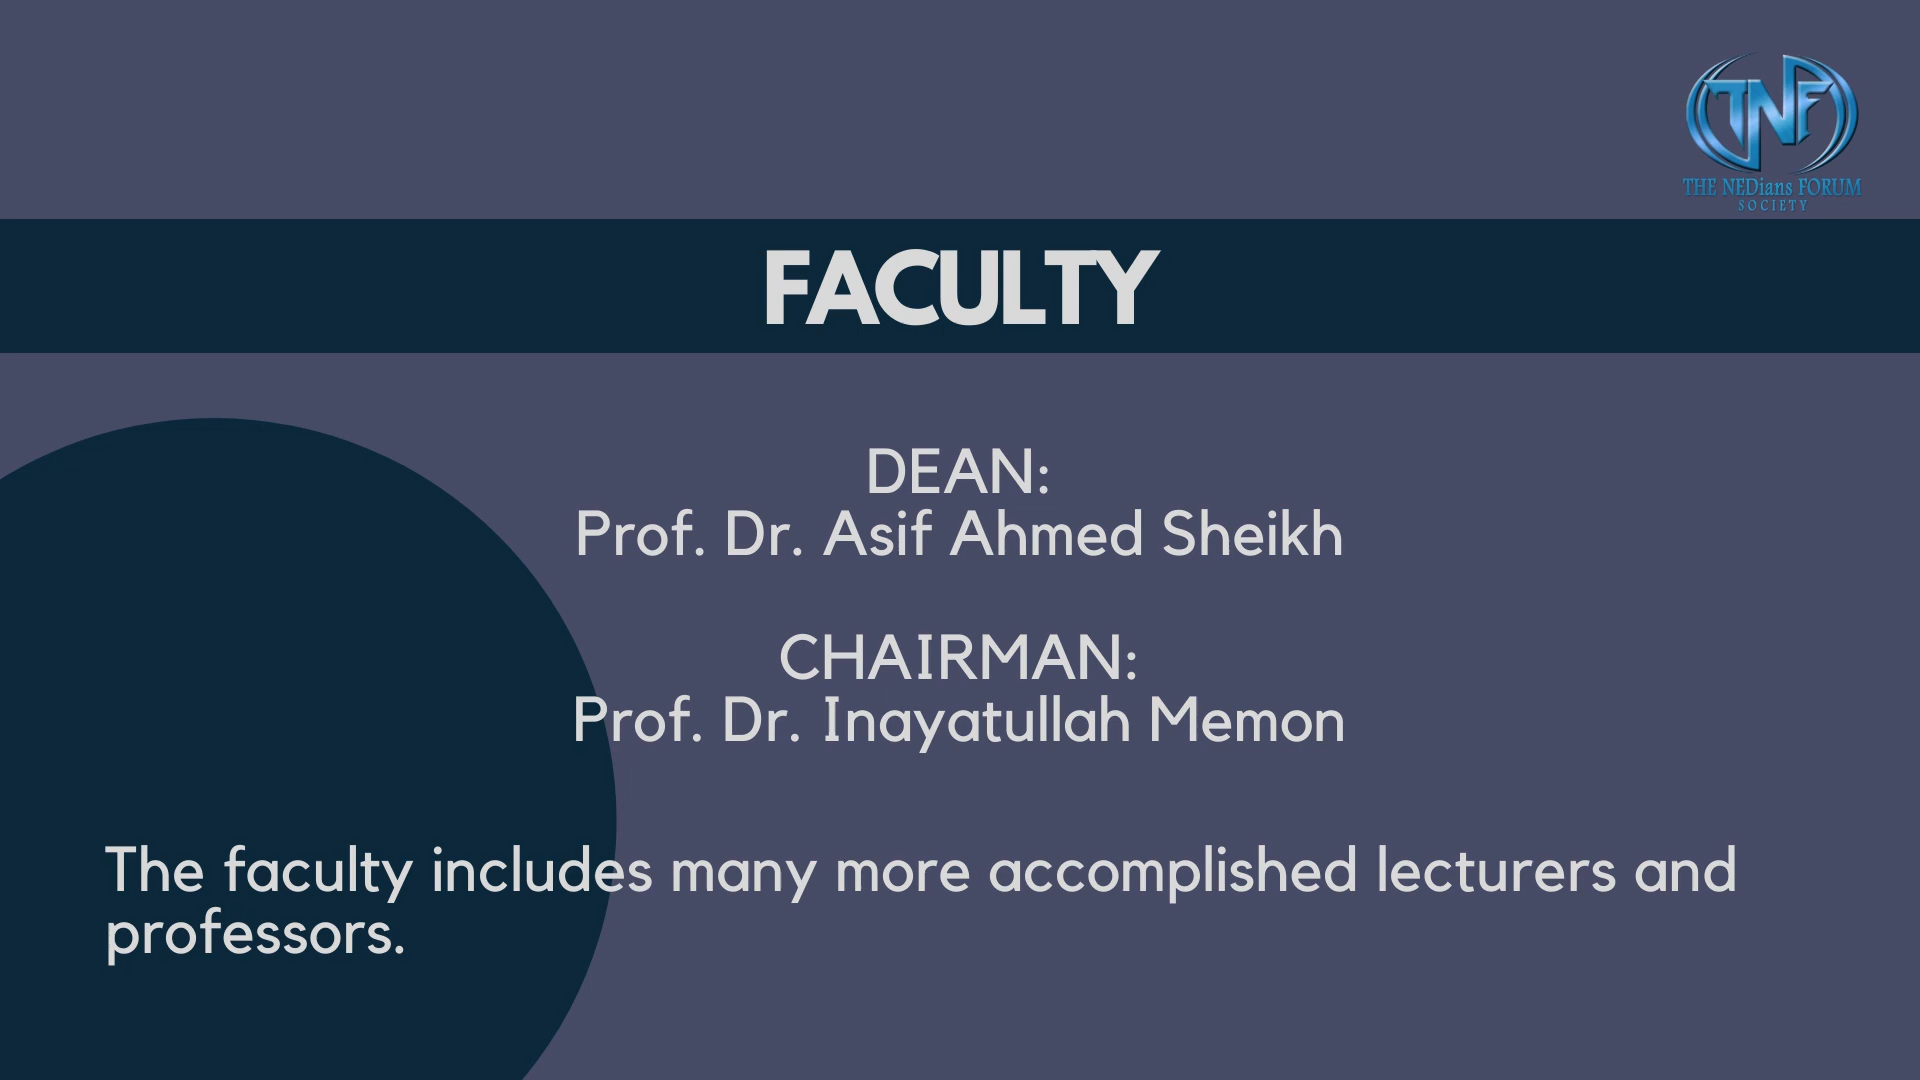 TNF
THE NEDians FORUM
SOCIETY
FACULTY
DEAN:
Prof. Dr. Asif Ahmed Sheikh
CHAIRMAN:
Prof. Dr. Inayatullah Memon
The faculty includes many more accomplished lecturers and
professors.